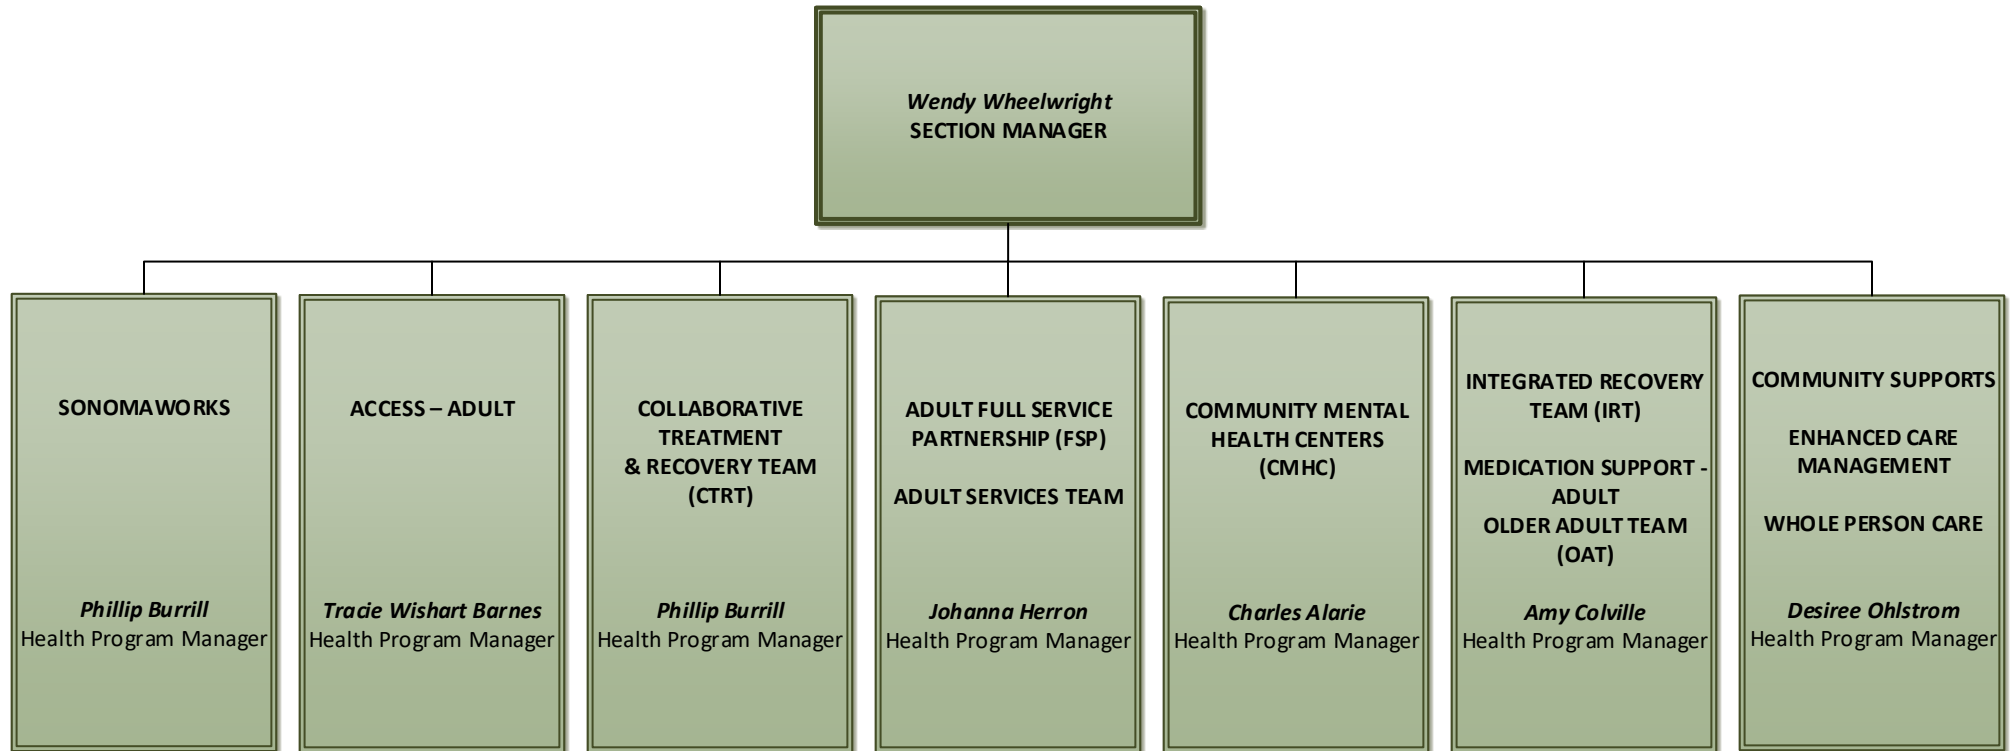 Wendy Wheelwright
SECTION MANAGER
SONOMAWORKS
Phillip Burrill
Health Program Manager
ACCESS – ADULT
Tracie Wishart Barnes
Health Program Manager
COLLABORATIVE
TREATMENT
& RECOVERY TEAM
(CTRT)
Phillip Burrill
Health Program Manager
ADULT FULL SERVICE
PARTNERSHIP (FSP)
ADULT SERVICES TEAM
Johanna Herron
Health Program Manager
COMMUNITY MENTAL
HEALTH CENTERS
(CMHC)
Charles Alarie
Health Program Manager
INTEGRATED RECOVERY
TEAM (IRT)
MEDICATION SUPPORT -
ADULT
OLDER ADULT TEAM
(OAT)
Amy Colville
Health Program Manager
COMMUNITY SUPPORTS
ENHANCED CARE
MANAGEMENT
WHOLE PERSON CARE
Desiree Ohlstrom
Health Program Manager